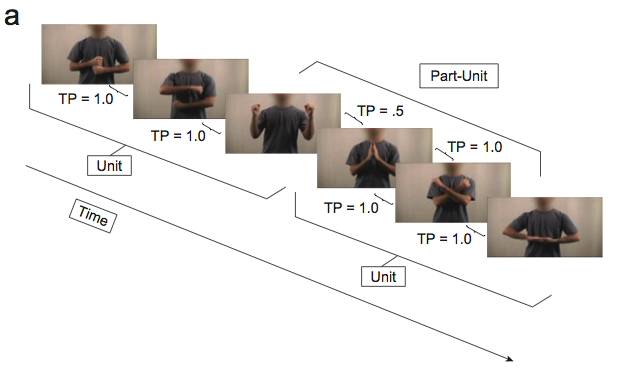 a
Part-Unit
TP = 1.0
TP = .5
TP = 1.0
TP = 1.0
Unit
TP = 1.0
Time
TP = 1.0
Unit